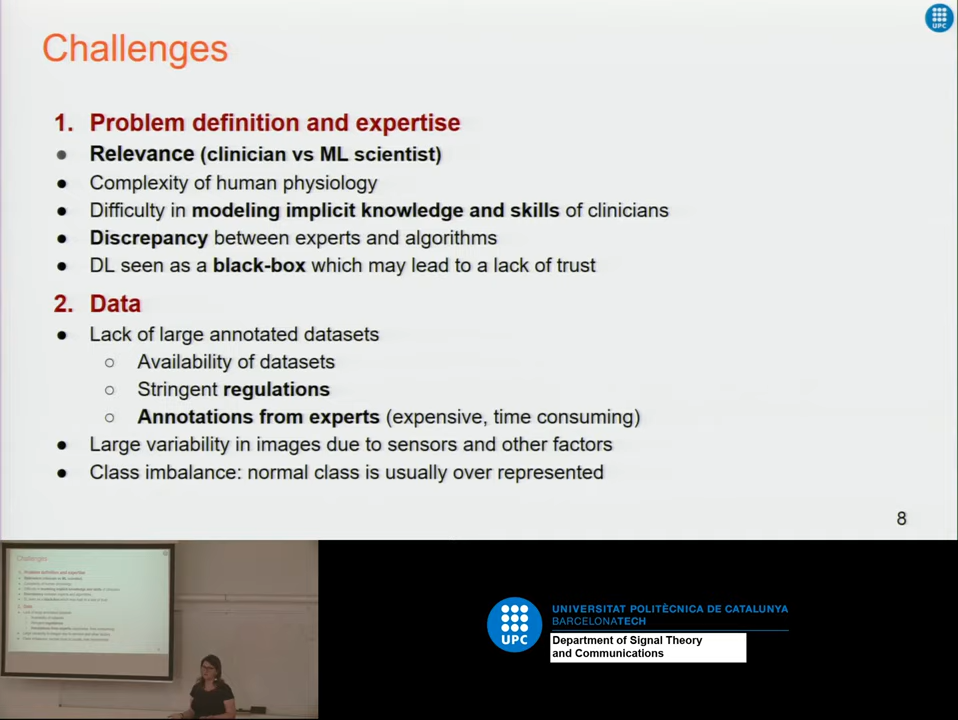 UPC
Challenges
1. Problem definition and expertise
● Relevance (clinician vs ML scientist)
● Complexity of human physiology
● Difficulty in modeling implicit knowledge and skills of clinicians
● Discrepancy between experts and algorithms
● DL seen as a black-box which may lead to a lack of trust
2. Data
● Lack of large annotated datasets
○ Availability of datasets
○ Stringent regulations
○ Annotations from experts (expensive, time consuming)
● Large variability in images due to sensors and other factors
● Class imbalance: normal class is usually over represented
8
Challenges
UPC
UNIVERSITAT POLITÈCNICA DE CATALUNYA
BARCELONATECH
Department of Signal Theory
and Communications